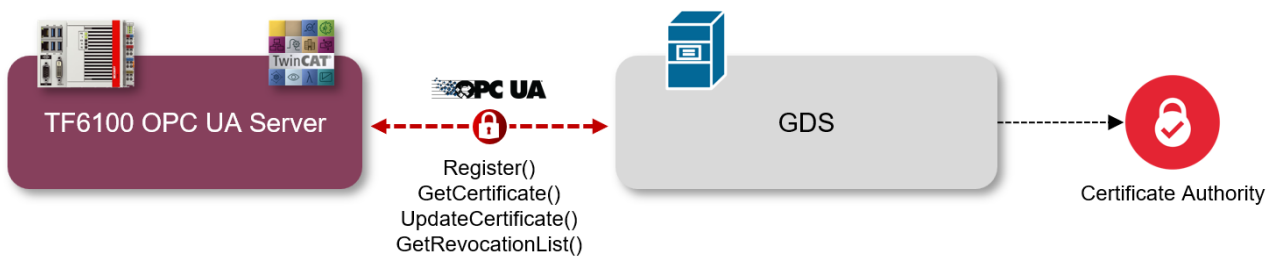 TwinCAT
TF6100 OPC UA Server
OPC UA
Register()
GetCertificate()
UpdateCertificate()
GetRevocationList()
GDS
Certificate Authority